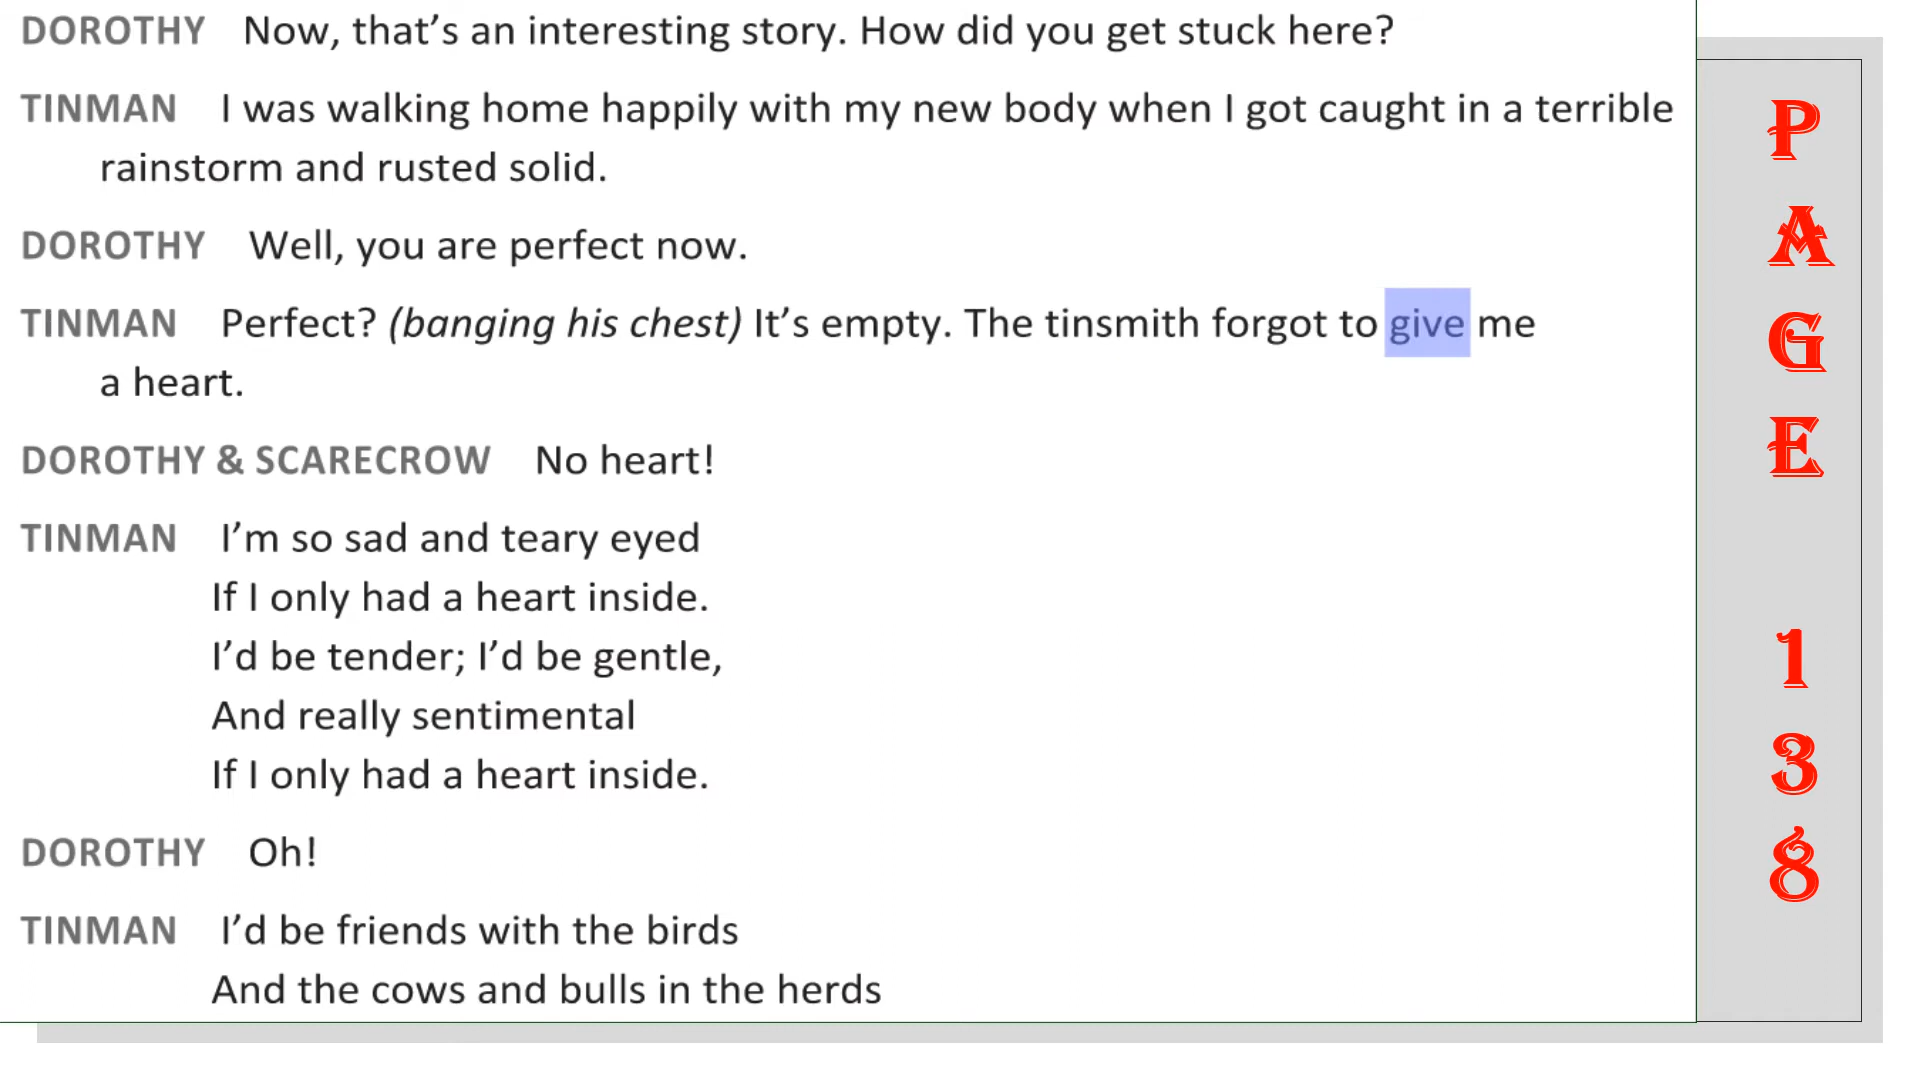 DOROTHY Now, that’s an interesting story. How did you get stuck here?
TINMAN I was walking home happily with my new body when I got caught in a terrible
rainstorm and rusted solid.
DOROTHY Well, you are perfect now.
TINMAN Perfect? (banging his chest) It’s empty. The tinsmith forgot to give me
a heart.
DOROTHY & SCARECROW No heart!
TINMAN I’m so sad and teary eyed
If I only had a heart inside.
I’d be tender; I’d be gentle,
And really sentimental
If I only had a heart inside.
DOROTHY Oh!
TINMAN I’d be friends with the birds
And the cows and bulls in the herds
P
A
G
E
1
3
8